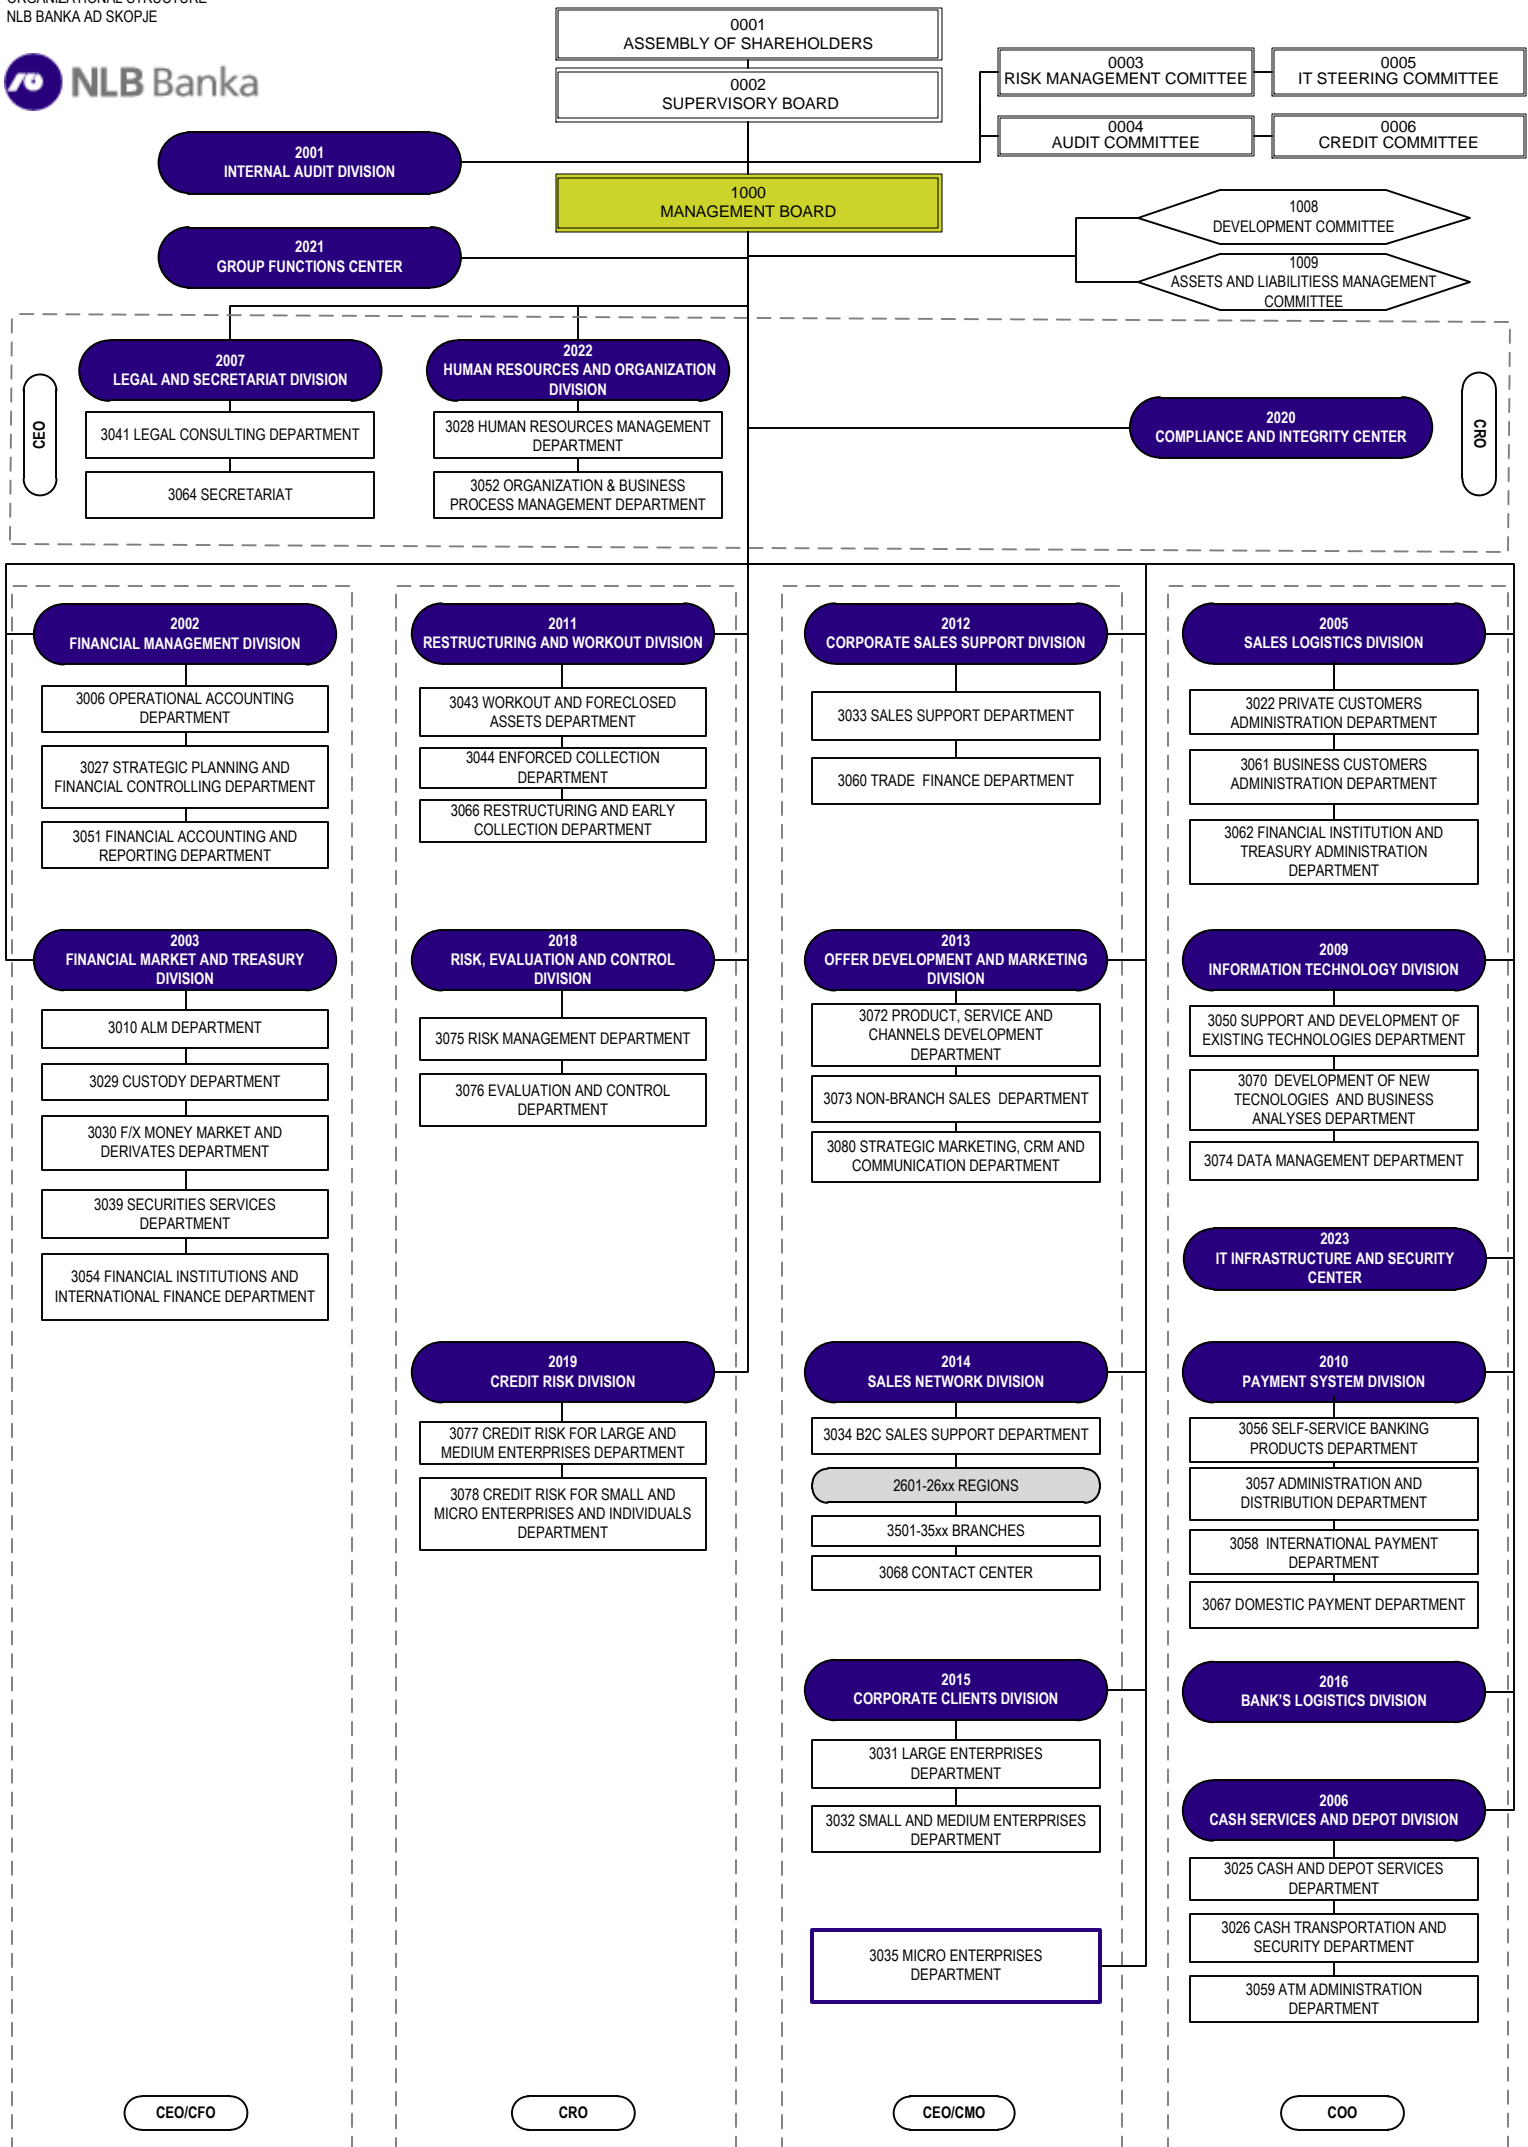 ORGANIZATIONAL STRUCTURE
NLB BANKA AD SKOPJE
NLB Banka
0001
ASSEMBLY OF SHAREHOLDERS
0002
SUPERVISORY BOARD
0003
RISK MANAGEMENT COMITTEE
0005
IT STEERING COMMITTEE
0004
AUDIT COMMITTEE
0006
CREDIT COMMITTEE
2001
INTERNAL AUDIT DIVISION
1000
MANAGEMENT BOARD
1008
DEVELOPMENT COMMITTEE
2021
GROUP FUNCTIONS CENTER
1009
ASSETS AND LIABILITIESS MANAGEMENT
COMMITTEE
CEO
2007
LEGAL AND SECRETARIAT DIVISION
3041 LEGAL CONSULTING DEPARTMENT
3064 SECRETARIAT
2022
HUMAN RESOURCES AND ORGANIZATION
DIVISION
3028 HUMAN RESOURCES MANAGEMENT
DEPARTMENT
3052 ORGANIZATION & BUSINESS
PROCESS MANAGEMENT DEPARTMENT
2020
COMPLIANCE AND INTEGRITY CENTER
CRO
2002
FINANCIAL MANAGEMENT DIVISION
3006 OPERATIONAL ACCOUNTING
DEPARTMENT
3027 STRATEGIC PLANNING AND
FINANCIAL CONTROLLING DEPARTMENT
3051 FINANCIAL ACCOUNTING AND
REPORTING DEPARTMENT
2003
FINANCIAL MARKET AND TREASURY
DIVISION
3010 ALM DEPARTMENT
3029 CUSTODY DEPARTMENT
3030 F/X MONEY MARKET AND
DERIVATES DEPARTMENT
3039 SECURITIES SERVICES
DEPARTMENT
3054 FINANCIAL INSTITUTIONS AND
INTERNATIONAL FINANCE DEPARTMENT
CEO/CFO
2011
RESTRUCTURING AND WORKOUT DIVISION
3043 WORKOUT AND FORECLOSED
ASSETS DEPARTMENT
3044 ENFORCED COLLECTION
DEPARTMENT
3066 RESTRUCTURING AND EARLY
COLLECTION DEPARTMENT
2018
RISK, EVALUATION AND CONTROL
DIVISION
3075 RISK MANAGEMENT DEPARTMENT
3076 EVALUATION AND CONTROL
DEPARTMENT
2019
CREDIT RISK DIVISION
3077 CREDIT RISK FOR LARGE AND
MEDIUM ENTERPRISES DEPARTMENT
3078 CREDIT RISK FOR SMALL AND
MICRO ENTERPRISES AND INDIVIDUALS
DEPARTMENT
CRO
2012
CORPORATE SALES SUPPORT DIVISION
3033 SALES SUPPORT DEPARTMENT
3060 TRADE FINANCE DEPARTMENT
2013
OFFER DEVELOPMENT AND MARKETING
DIVISION
3072 PRODUCT, SERVICE AND
CHANNELS DEVELOPMENT
DEPARTMENT
3073 NON-BRANCH SALES DEPARTMENT
3080 STRATEGIC MARKETING, CRM AND
COMMUNICATION DEPARTMENT
2014
SALES NETWORK DIVISION
3034 B2C SALES SUPPORT DEPARTMENT
2601-26xx REGIONS
3501-35xx BRANCHES
3068 CONTACT CENTER
2015
CORPORATE CLIENTS DIVISION
3031 LARGE ENTERPRISES
DEPARTMENT
3032 SMALL AND MEDIUM ENTERPRISES
DEPARTMENT
3035 MICRO ENTERPRISES
DEPARTMENT
CEO/CMO
2005
SALES LOGISTICS DIVISION
3022 PRIVATE CUSTOMERS
ADMINISTRATION DEPARTMENT
3061 BUSINESS CUSTOMERS
ADMINISTRATION DEPARTMENT
3062 FINANCIAL INSTITUTION AND
TREASURY ADMINISTRATION
DEPARTMENT
2009
INFORMATION TECHNOLOGY DIVISION
3050 SUPPORT AND DEVELOPMENT OF
EXISTING TECHNOLOGIES DEPARTMENT
3070 DEVELOPMENT OF NEW
TECNOLOGIES AND BUSINESS
ANALYSES DEPARTMENT
3074 DATA MANAGEMENT DEPARTMENT
2023
IT INFRASTRUCTURE AND SECURITY
CENTER
2010
PAYMENT SYSTEM DIVISION
3056 SELF-SERVICE BANKING
PRODUCTS DEPARTMENT
3057 ADMINISTRATION AND
DISTRIBUTION DEPARTMENT
3058 INTERNATIONAL PAYMENT
DEPARTMENT
3067 DOMESTIC PAYMENT DEPARTMENT
2016
BANK'S LOGISTICS DIVISION
2006
CASH SERVICES AND DEPOT DIVISION
3025 CASH AND DEPOT SERVICES
DEPARTMENT
3026 CASH TRANSPORTATION AND
SECURITY DEPARTMENT
3059 ATM ADMINISTRATION
DEPARTMENT
COO